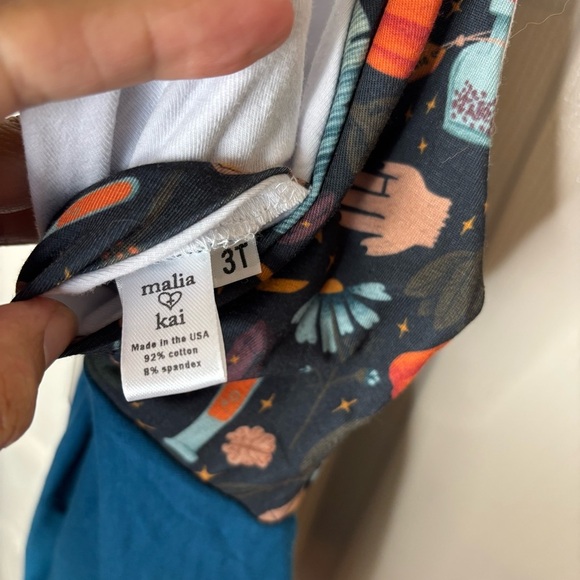 3T
malia
kai
Made in the USA
92% cotton
8% spandex